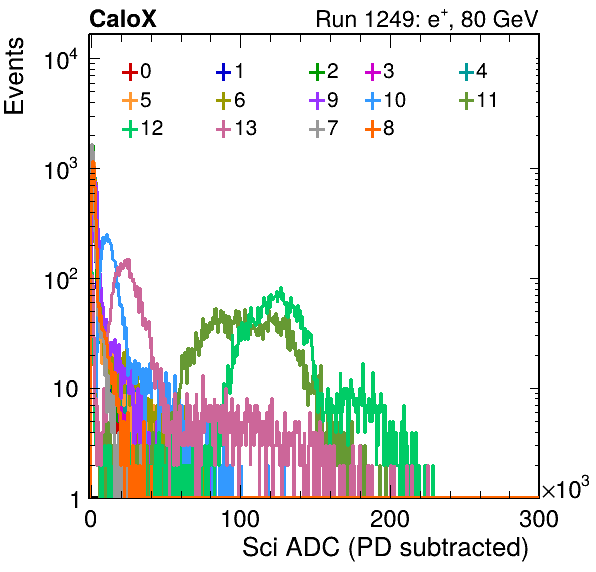 CaloX Run 1249: e⁺, 80 GeV
Events
0 1 2 3 4
5 6 9 10 11
12 13 7 8
10⁴
10³
10²
10
1
0 100 200 300
×10³
Sci ADC (PD subtracted)